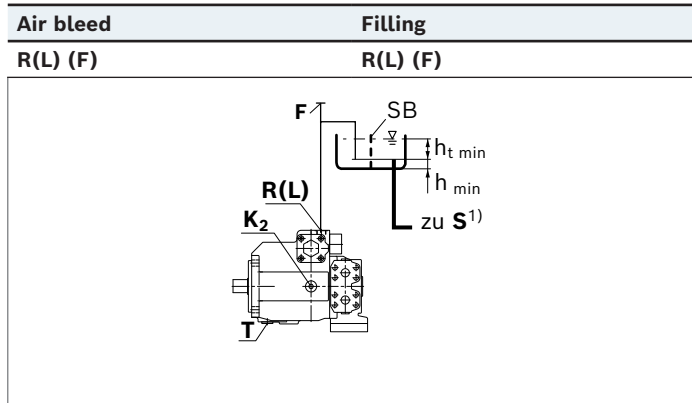 Air bleed Filling
R(L) (F) R(L) (F)
F SB
ht min
h min
R(L)
zu S1)
K2
T